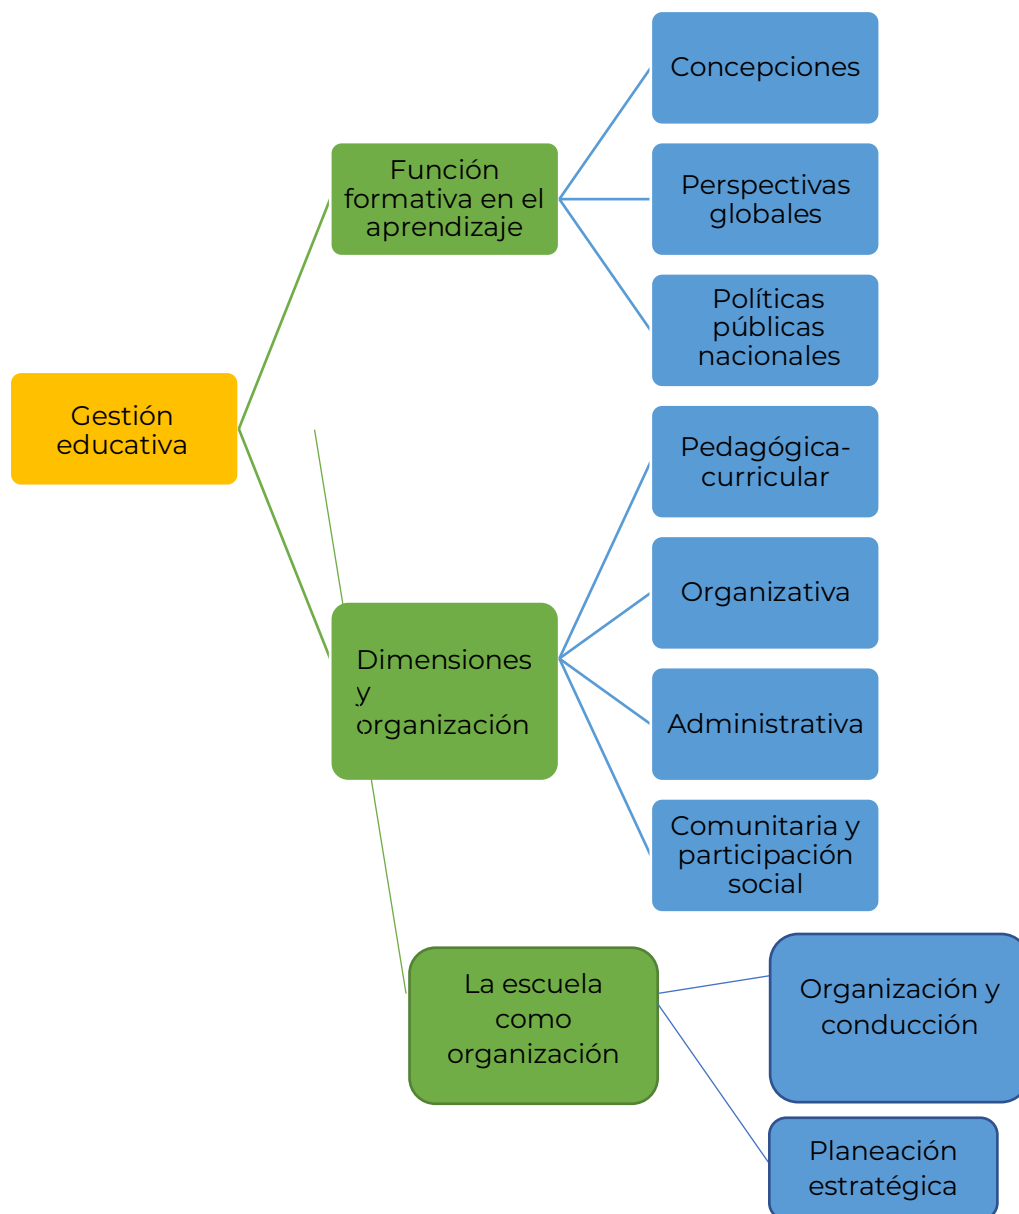 Concepciones
Función
formativa en el
aprendizaje
Perspectivas
globales
Políticas
públicas
nacionales
Gestión
educativa
Pedagógica-
curricular
Organizativa
Dimensiones
y
organización
Administrativa
Comunitaria y
participación
social
La escuela
como
organización
Organización y
conducción
Planeación
estratégica